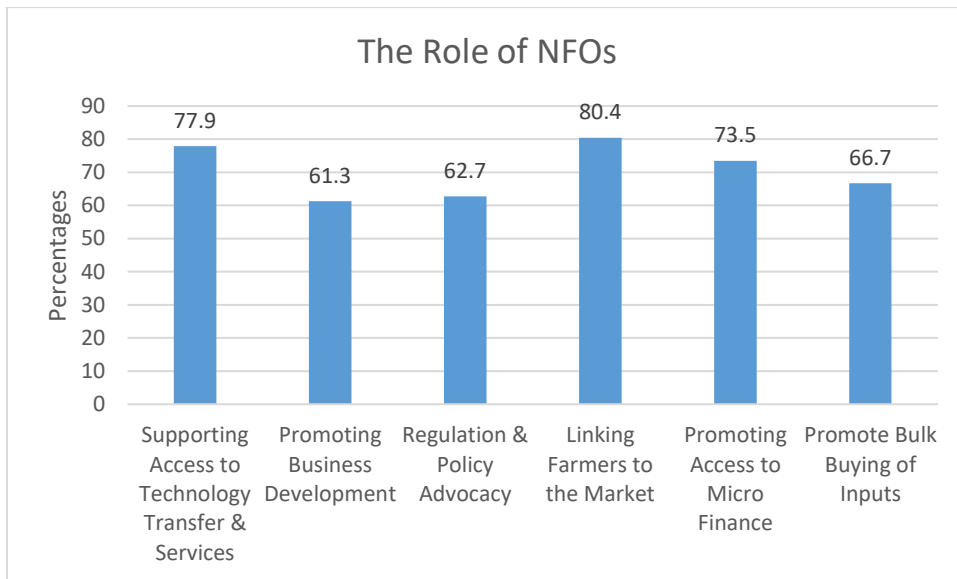 The Role of NFOs
Percentages
90
80
70
60
50
40
30
20
10
0
77.9
61.3
62.7
80.4
73.5
66.7
Supporting
Access to
Technology
Transfer &
Services
Promoting
Business
Development
Regulation &
Policy
Advocacy
Linking
Farmers to
the Market
Promoting
Access to
Micro
Finance
Promote Bulk
Buying of
Inputs